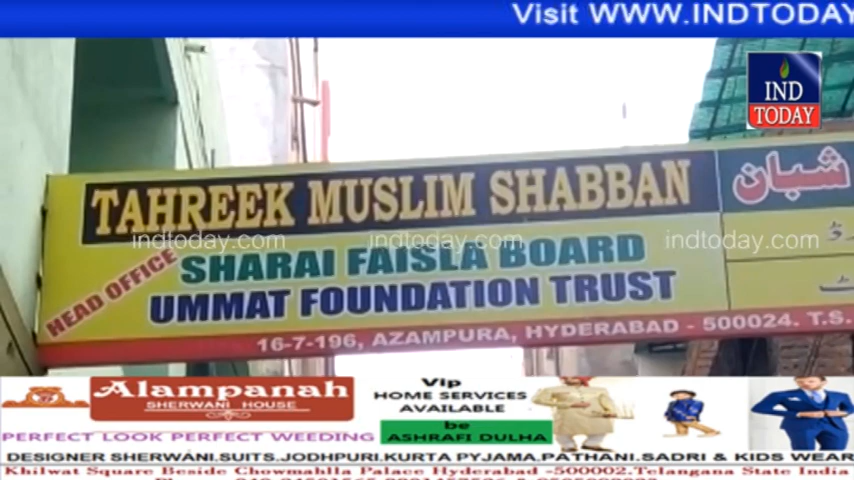 Visit WWW.INDTODAY
IND
TODAY
TAHREEK MUSLIM SHABBAN
شبان
indtoday.com indtoday.com indtoday.com
HEAD OFFICE
SHARAI FAISLA BOARD
UMMAT FOUNDATION TRUST
16-7-196, AZAMPURA, HYDERABAD - 500024. T.S.
Alampanah
SHERWANI HOUSE
PERFECT LOOK PERFECT WEEDING
Vip
HOME SERVICES
AVAILABLE
be
ASHRAFI DULHA
DESIGNER SHERWANI.SUITS.JODHPURI.KURTA PYJAMA.PATHANI.SADRI & KIDS WEAR
Khilwat Square Beside Chowmahlla Palace Hyderabad -500002.Telangana State India